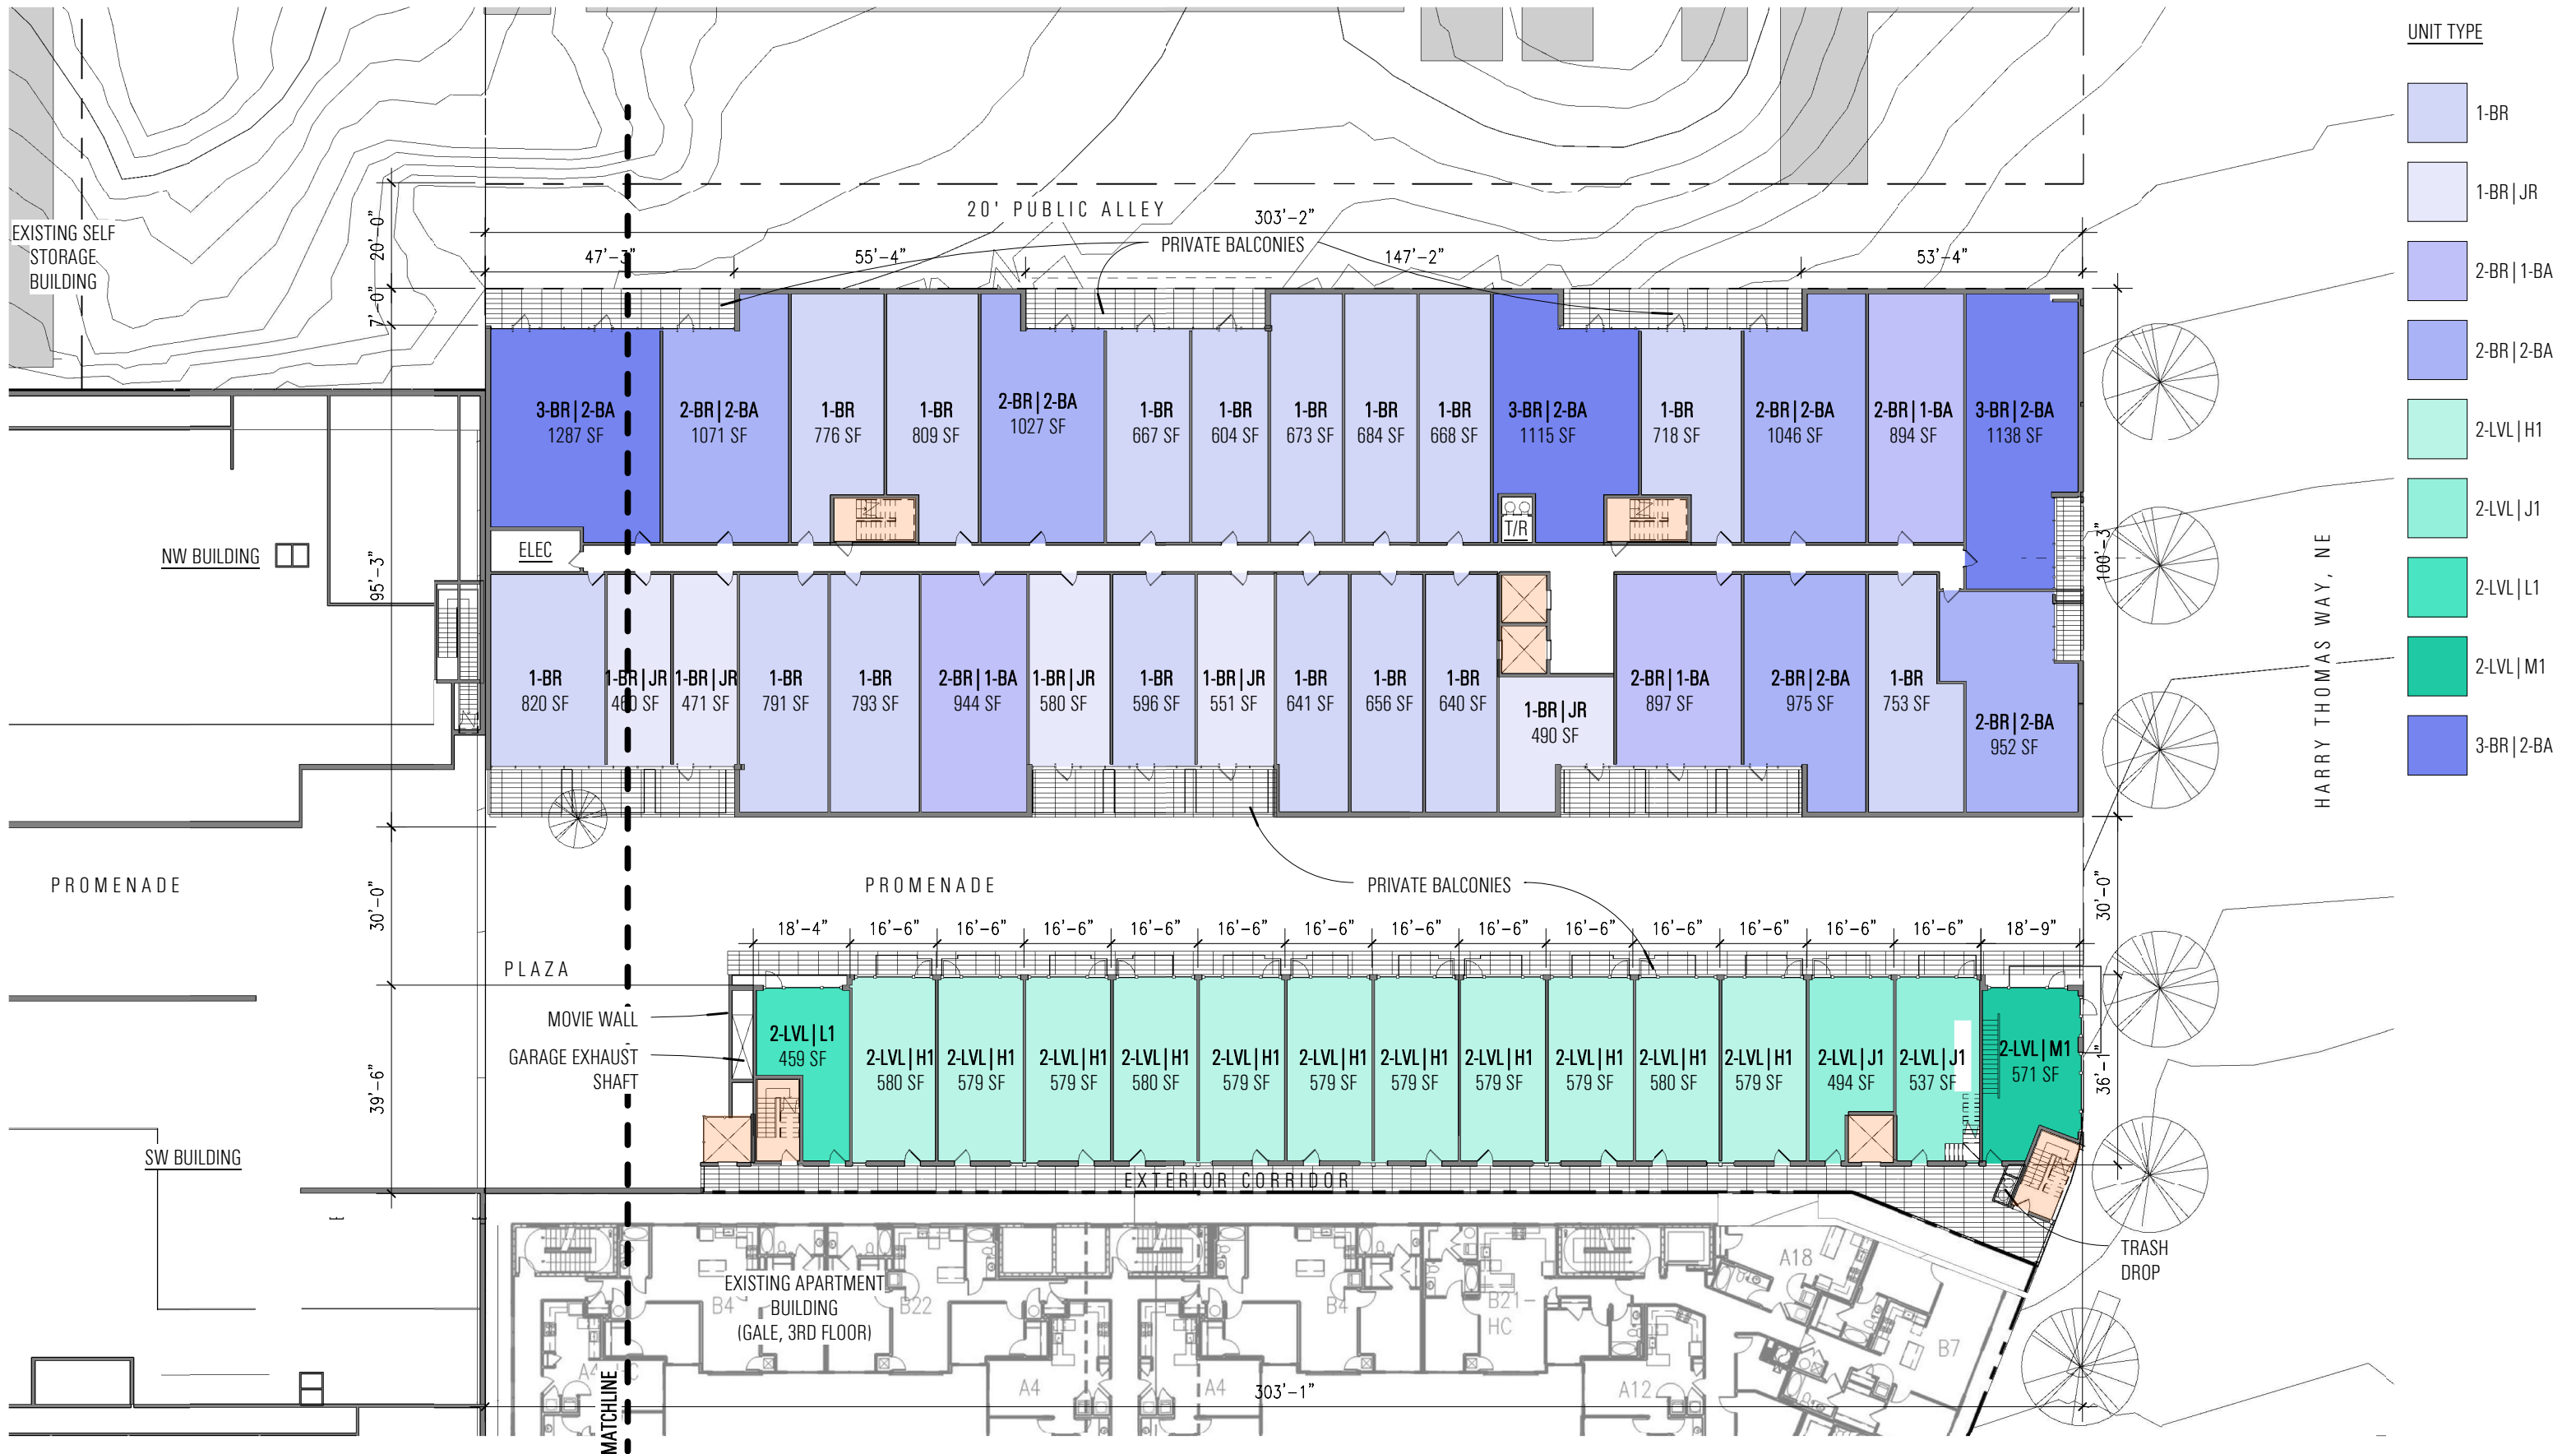 UNIT TYPE
1-BR
1-BR|JR
2-BR|1-BA
2-BR|2-BA
2-LVL|H1
2-LVL|J1
2-LVL|L1
2-LVL|M1
3-BR|2-BA
EXISTING SELF
STORAGE
BUILDING
20'-0"
7'-0"
95'-3"
30'-0"
39'-6"
20' PUBLIC ALLEY
303'-2"
PRIVATE BALCONIES
47'-3"
55'-4"
147'-2"
53'-4"
3-BR|2-BA
1287 SF
2-BR|2-BA
1071 SF
1-BR
776 SF
1-BR
809 SF
2-BR|2-BA
1027 SF
1-BR
667 SF
1-BR
604 SF
1-BR
673 SF
1-BR
684 SF
1-BR
668 SF
3-BR|2-BA
1115 SF
1-BR
718 SF
2-BR|2-BA
1046 SF
2-BR|1-BA
894 SF
3-BR|2-BA
1138 SF
T/R
ELEC
NW BUILDING
100'-3"
HARRY THOMAS WAY, NE
1-BR
820 SF
1-BR|JR
460 SF
1-BR|JR
471 SF
1-BR
791 SF
1-BR
793 SF
2-BR|1-BA
944 SF
1-BR|JR
580 SF
1-BR
596 SF
1-BR|JR
551 SF
1-BR
641 SF
1-BR
656 SF
1-BR
640 SF
1-BR|JR
490 SF
2-BR|1-BA
897 SF
2-BR|2-BA
975 SF
1-BR
753 SF
2-BR|2-BA
952 SF
PROMENADE
PROMENADE
PRIVATE BALCONIES
30'-0"
18'-4"
16'-6"
16'-6"
16'-6"
16'-6"
16'-6"
16'-6"
16'-6"
16'-6"
16'-6"
16'-6"
16'-6"
16'-6"
16'-6"
18'-9"
PLAZA
MOVIE WALL
GARAGE EXHAUST
SHAFT
2-LVL|L1
459 SF
2-LVL|H1
580 SF
2-LVL|H1
579 SF
2-LVL|H1
579 SF
2-LVL|H1
580 SF
2-LVL|H1
579 SF
2-LVL|H1
579 SF
2-LVL|H1
579 SF
2-LVL|H1
579 SF
2-LVL|H1
579 SF
2-LVL|H1
580 SF
2-LVL|H1
579 SF
2-LVL|J1
494 SF
2-LVL|J1
537 SF
2-LVL|M1
571 SF
36'-1"
SW BUILDING
EXTERIOR CORRIDOR
TRASH
DROP
EXISTING APARTMENT
BUILDING
(GALE, 3RD FLOOR)
B4
B22
B4
B21-
HC
A18
B7
A4
A4
A12
303'-1"
MATCHLINE